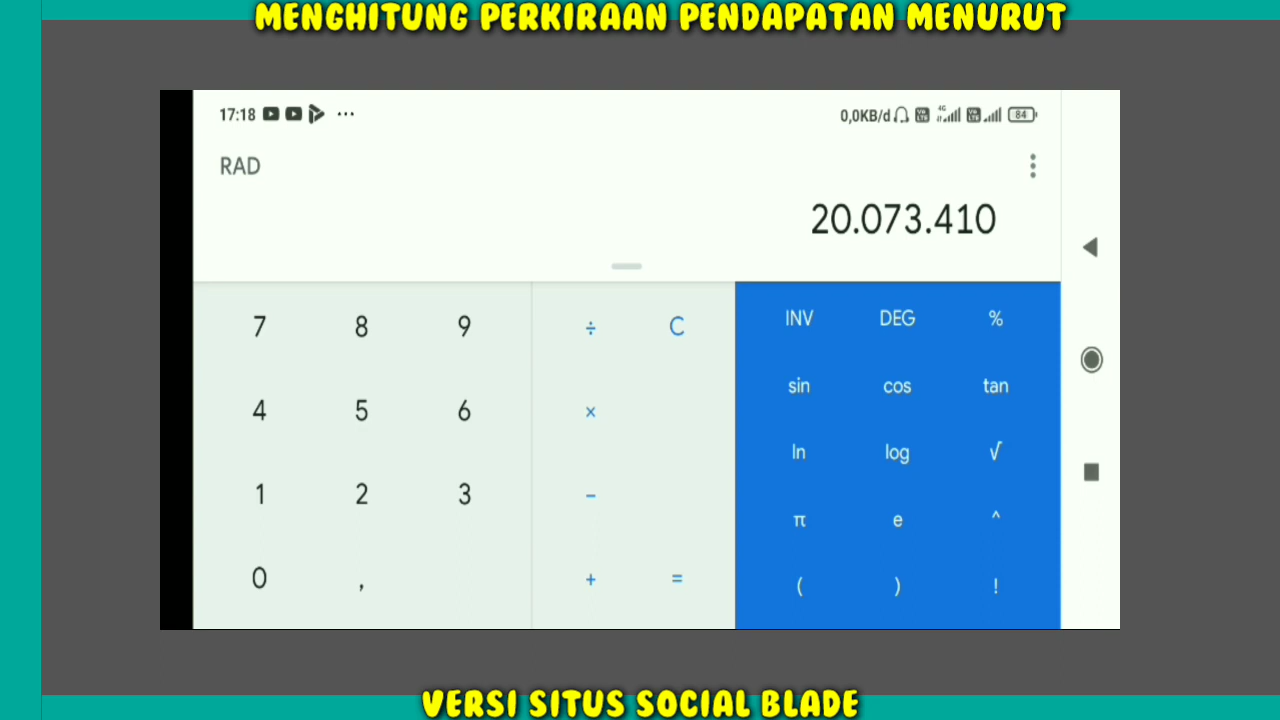 MENGHITUNG PERKIRAAN PENDAPATAN MENURUT
17:18 ... 0,0KB/d 4G 84
RAD
20.073.410
7 8 9 ÷ C INV DEG %
4 5 6 × sin cos tan
ln log √
1 2 3 −
π e ^
0 , + = ( ) !
VERSI SITUS SOCIAL BLADE